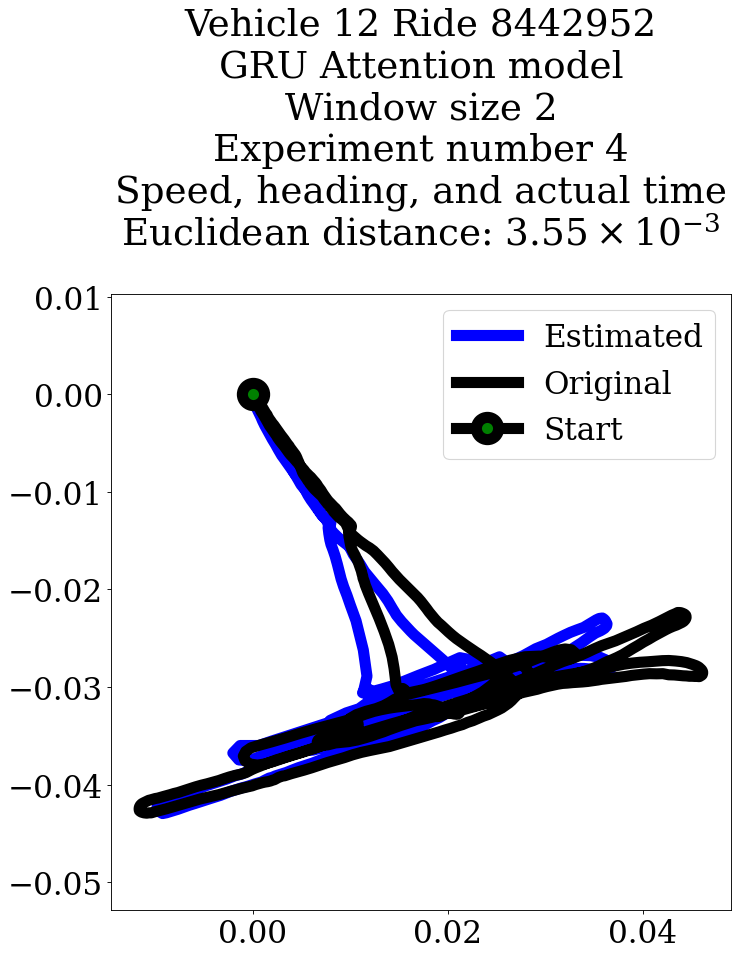 Vehicle 12 Ride 8442952
GRU Attention model
Window size 2
Experiment number 4
Speed, heading, and actual time
Euclidean distance: 3.55 × 10⁻³
0.01
Estimated
Original
Start
0.00
−0.01
−0.02
−0.03
−0.04
−0.05
0.00 0.02 0.04